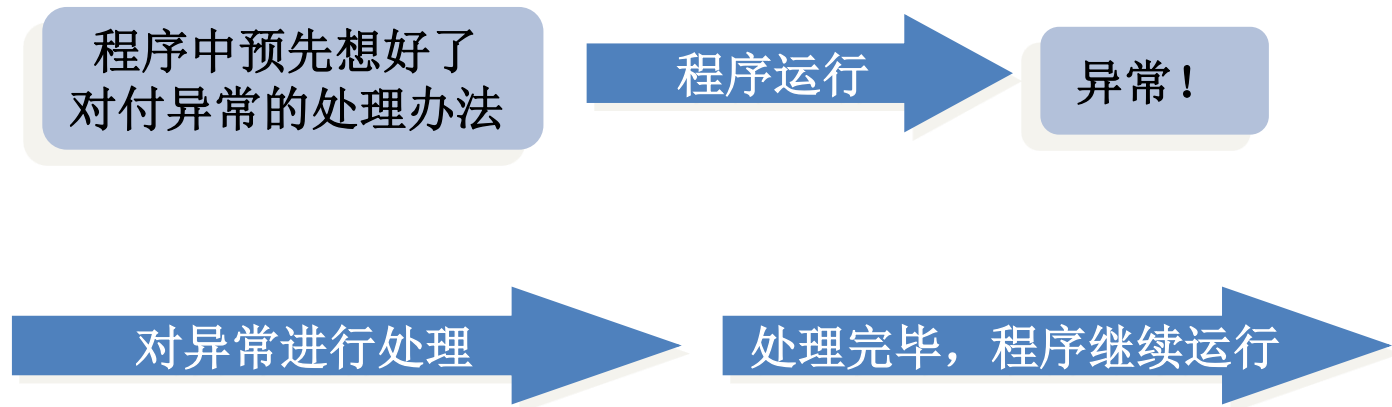 程序中预先想好了
对付异常的处理办法
程序运行
异常！
对异常进行处理
处理完毕，程序继续运行